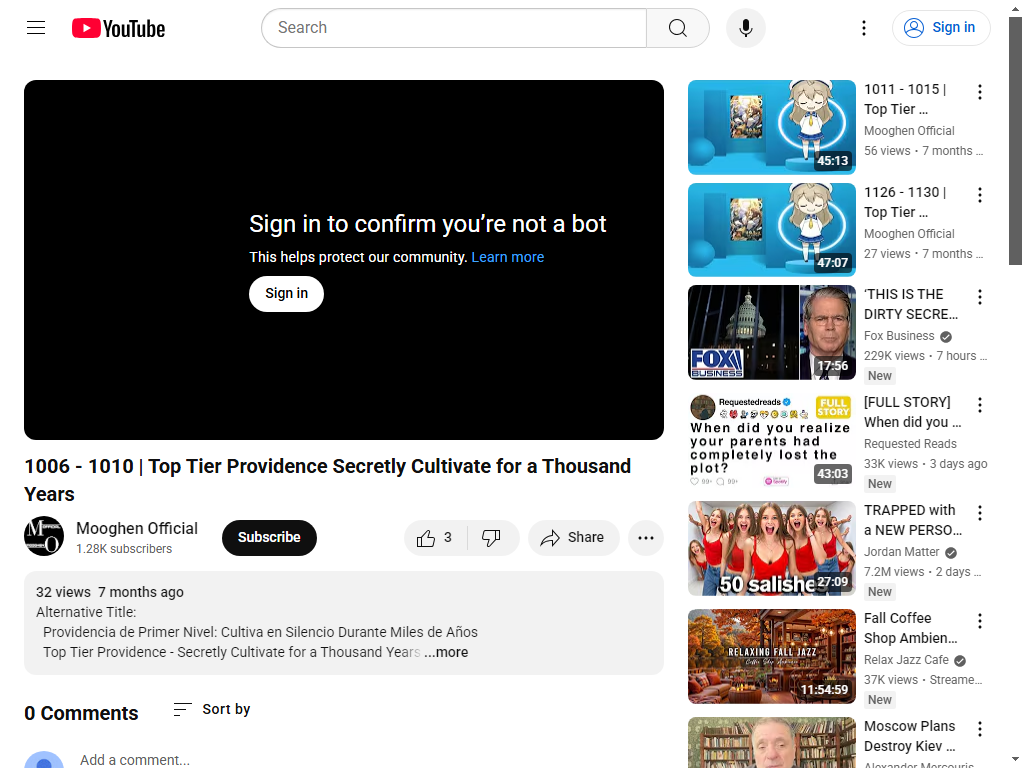 YouTube
Search
Sign in
Sign in to confirm you’re not a bot
This helps protect our community. Learn more
Sign in
1006 - 1010 | Top Tier Providence Secretly Cultivate for a Thousand
Years
Mooghen Official
1.28K subscribers
Subscribe
3
Share
32 views 7 months ago
Alternative Title:
Providencia de Primer Nivel: Cultiva en Silencio Durante Miles de Años
Top Tier Providence - Secretly Cultivate for a Thousand Years ...more
0 Comments
Sort by
Add a comment...
45:13
1011 - 1015 |
Top Tier ...
Mooghen Official
56 views • 7 months ...
47:07
1126 - 1130 |
Top Tier ...
Mooghen Official
27 views • 7 months ...
FOX
BUSINESS
17:56
‘THIS IS THE
DIRTY SECRE...
Fox Business
229K views • 7 hours ...
New
Requestedreads
FULL
STORY
When did you realize
your parents had
completely lost the
plot?
99+
99+
43:03
[FULL STORY]
When did you ...
Requested Reads
33K views • 3 days ago
New
50 salishe
27:09
TRAPPED with
a NEW PERSO...
Jordan Matter
7.2M views • 2 days ...
New
RELAXING FALL JAZZ
Coffee Shop Ambience
11:54:59
Fall Coffee
Shop Ambien...
Relax Jazz Cafe
37K views • Streame...
New
Moscow Plans
Destroy Kiev ...
Alexander Mercouris